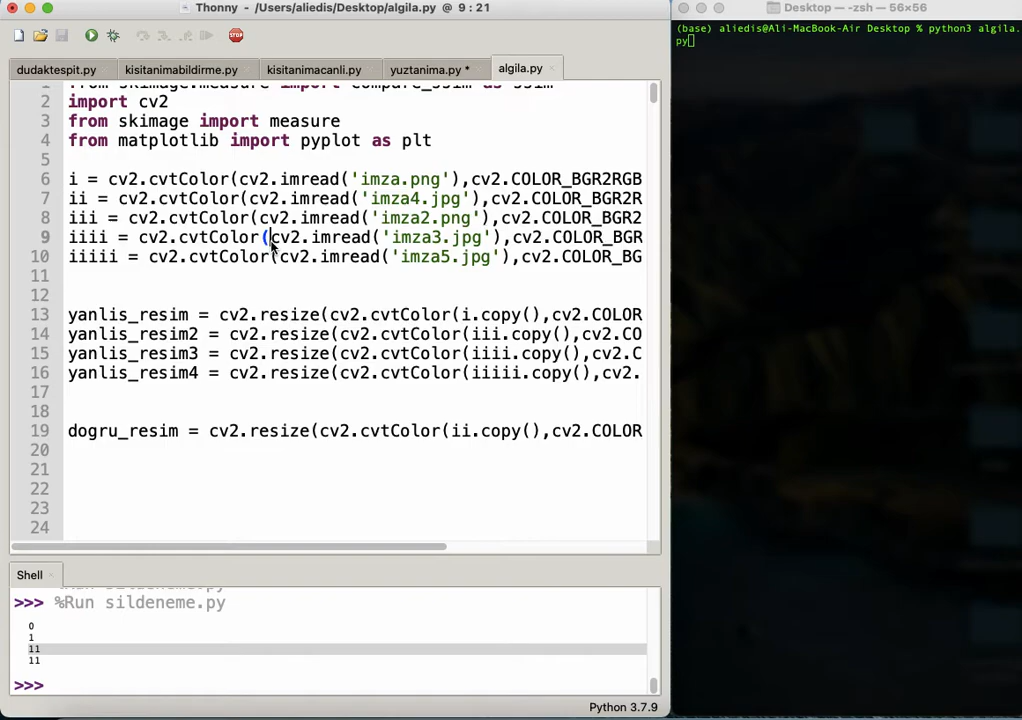 Thonny - /Users/aliedis/Desktop/algila.py @ 9 : 21
dudaktespit.py
kisitanimabildirme.py
kisitanimacanli.py
yuztanima.py *
algila.py
1 from skimage.measure import compare_ssim as ssim
2 import cv2
3 from skimage import measure
4 from matplotlib import pyplot as plt
5
6 i = cv2.cvtColor(cv2.imread('imza.png'),cv2.COLOR_BGR2RGB
7 ii = cv2.cvtColor(cv2.imread('imza4.jpg'),cv2.COLOR_BGR2R
8 iii = cv2.cvtColor(cv2.imread('imza2.png'),cv2.COLOR_BGR2
9 iiii = cv2.cvtColor(cv2.imread('imza3.jpg'),cv2.COLOR_BGR
10 iiiii = cv2.cvtColor(cv2.imread('imza5.jpg'),cv2.COLOR_BG
11
12
13 yanlis_resim = cv2.resize(cv2.cvtColor(i.copy(),cv2.COLOR
14 yanlis_resim2 = cv2.resize(cv2.cvtColor(iii.copy(),cv2.CO
15 yanlis_resim3 = cv2.resize(cv2.cvtColor(iiii.copy(),cv2.C
16 yanlis_resim4 = cv2.resize(cv2.cvtColor(iiiii.copy(),cv2.
17
18
19 dogru_resim = cv2.resize(cv2.cvtColor(ii.copy(),cv2.COLOR
20
21
22
23
24
Shell
>>> %Run sildeneme.py
0
1
11
11
>>>
Python 3.7.9
Desktop — -zsh — 56×56
(base) aliedis@Ali-MacBook-Air Desktop % python3 algila.
py